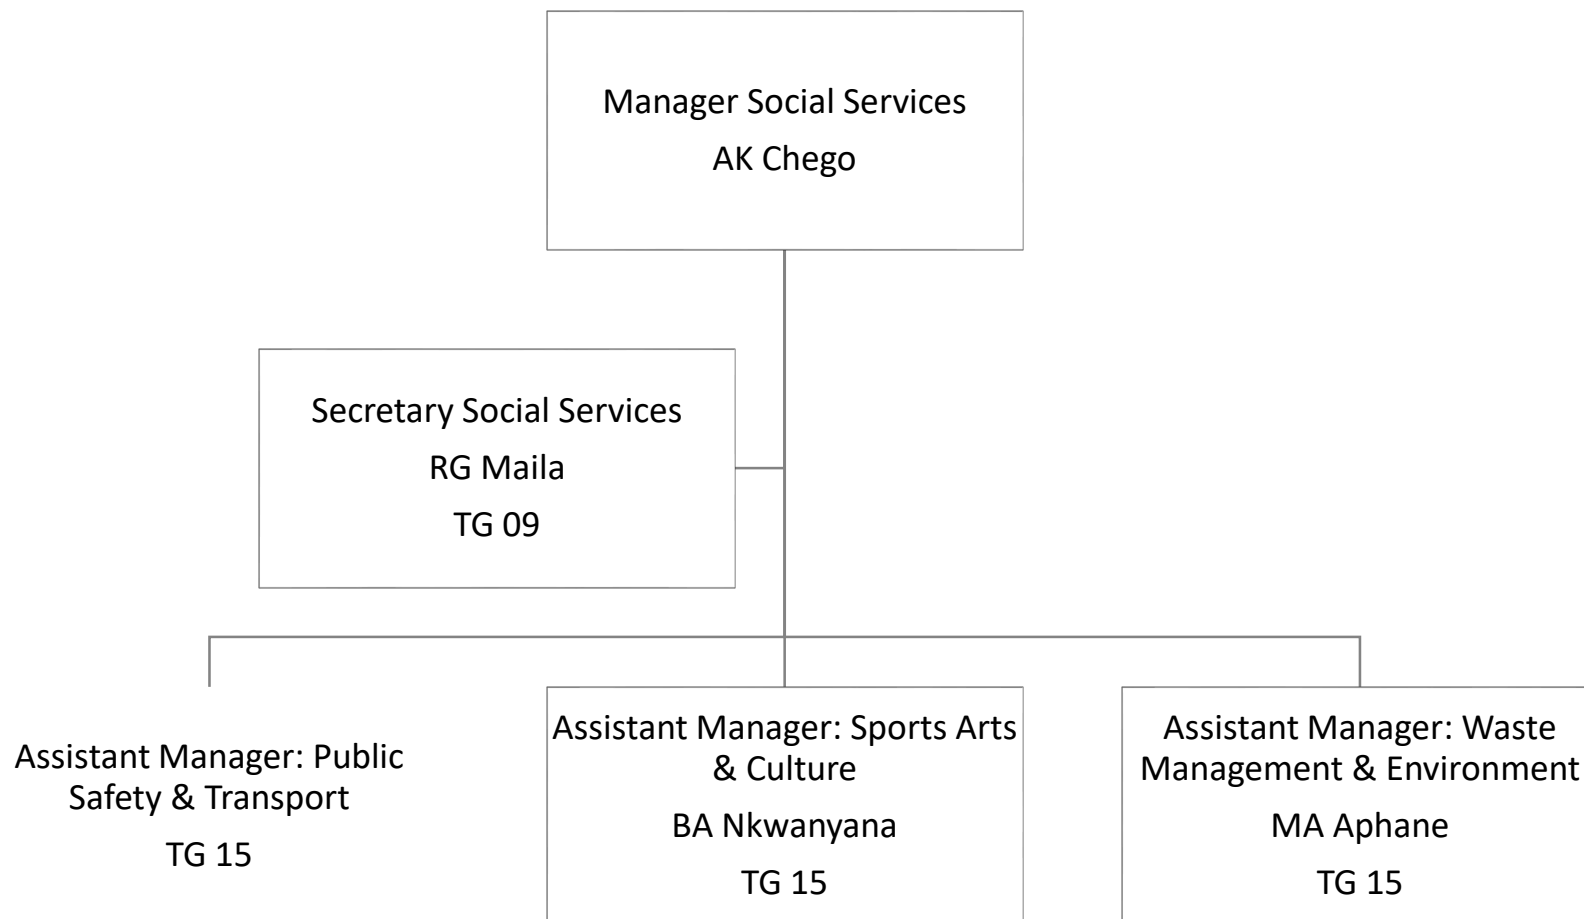 Manager Social Services
AK Chego
Secretary Social Services
RG Maila
TG 09
Assistant Manager: Public
Safety & Transport
TG 15
Assistant Manager: Sports Arts
& Culture
BA Nkwanyana
TG 15
Assistant Manager: Waste
Management & Environment
MA Aphane
TG 15